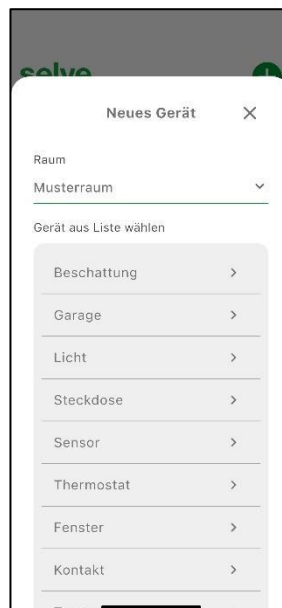 selve
Neues Gerät
Raum
Musterraum
Gerät aus Liste wählen
Beschattung
Garage
Licht
Steckdose
Sensor
Thermostat
Fenster
Kontakt